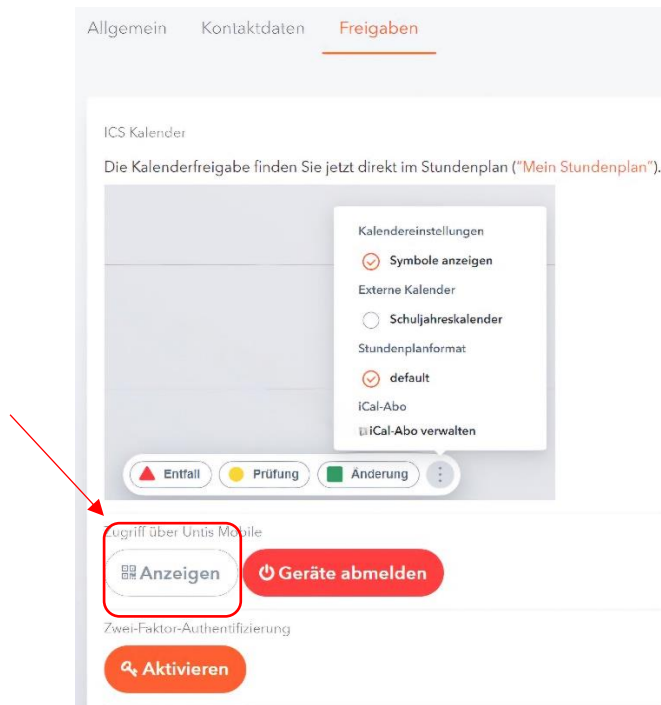 Allgemein Kontaktdaten Freigaben
ICS Kalender
Die Kalenderfreigabe finden Sie jetzt direkt im Stundenplan ("Mein Stundenplan").
Kalendereinstellungen
Symbole anzeigen
Externe Kalender
Schuljahreskalender
Stundenplanformat
default
iCal-Abo
iCal-Abo verwalten
Entfall Prüfung Änderung
Zugriff über Untis Mobile
Anzeigen Geräte abmelden
Zwei-Faktor-Authentifizierung
Aktivieren